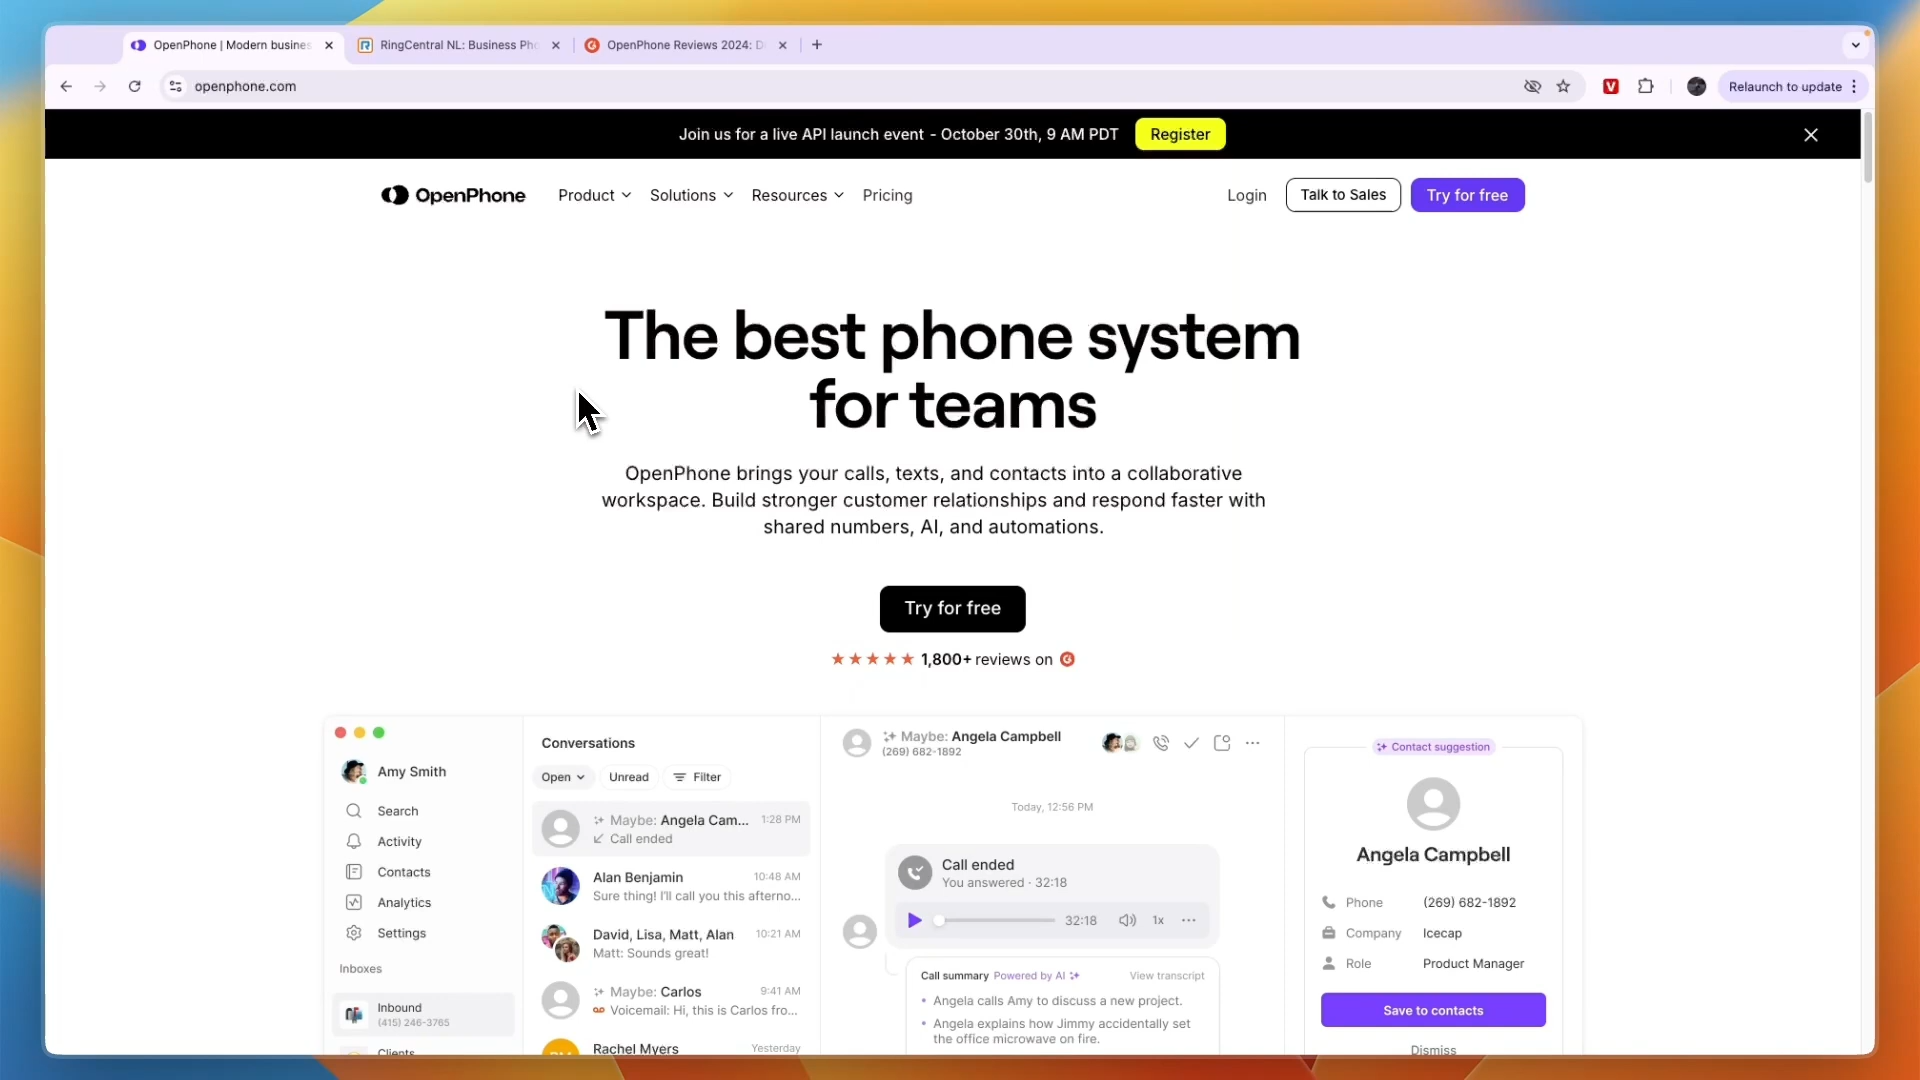 OpenPhone | Modern busines
RingCentral NL: Business Pho
OpenPhone Reviews 2024: D
openphone.com
Relaunch to update
Join us for a live API launch event - October 30th, 9 AM PDT
Register
OpenPhone
Product
Solutions
Resources
Pricing
Login
Talk to Sales
Try for free
The best phone system
for teams
OpenPhone brings your calls, texts, and contacts into a collaborative
workspace. Build stronger customer relationships and respond faster with
shared numbers, AI, and automations.
Try for free
1,800+ reviews on
Amy Smith
Search
Activity
Contacts
Analytics
Settings
Inboxes
Inbound
(415) 246-3765
Clients
Conversations
Open
Unread
Filter
Maybe: Angela Cam... 1:28 PM
Call ended
Alan Benjamin 10:48 AM
Sure thing! I'll call you this afterno...
David, Lisa, Matt, Alan 10:21 AM
Matt: Sounds great!
Maybe: Carlos 9:41 AM
Voicemail: Hi, this is Carlos fro...
Rachel Myers Yesterday
Maybe: Angela Campbell
(269) 682-1892
Today, 12:56 PM
Call ended
You answered · 32:18
32:18 1x
Call summary Powered by AI View transcript
• Angela calls Amy to discuss a new project.
• Angela explains how Jimmy accidentally set
the office microwave on fire.
Contact suggestion
Angela Campbell
Phone (269) 682-1892
Company Icecap
Role Product Manager
Save to contacts
Dismiss